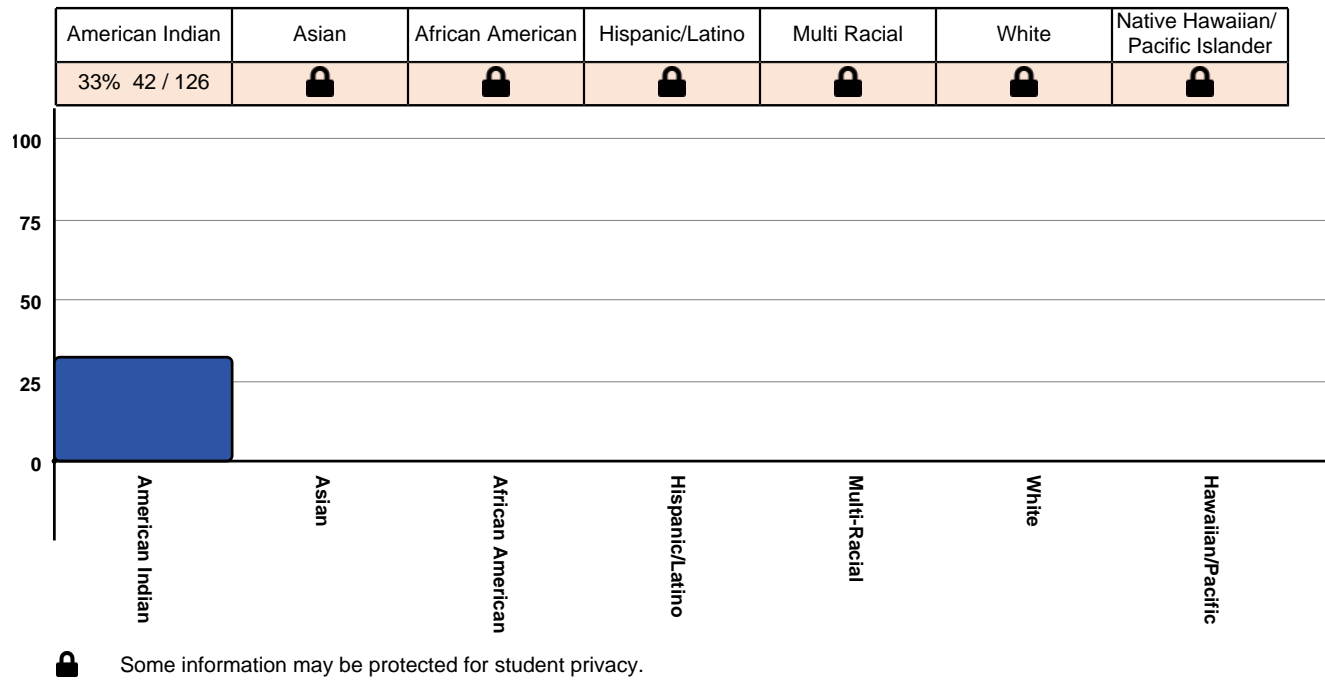 American Indian Asian African American Hispanic/Latino Multi Racial White Native Hawaiian/
Pacific Islander
33% 42 / 126
100
75
50
25
0
American Indian
Asian
African American
Hispanic/Latino
Multi-Racial
White
Hawaiian/Pacific
Some information may be protected for student privacy.